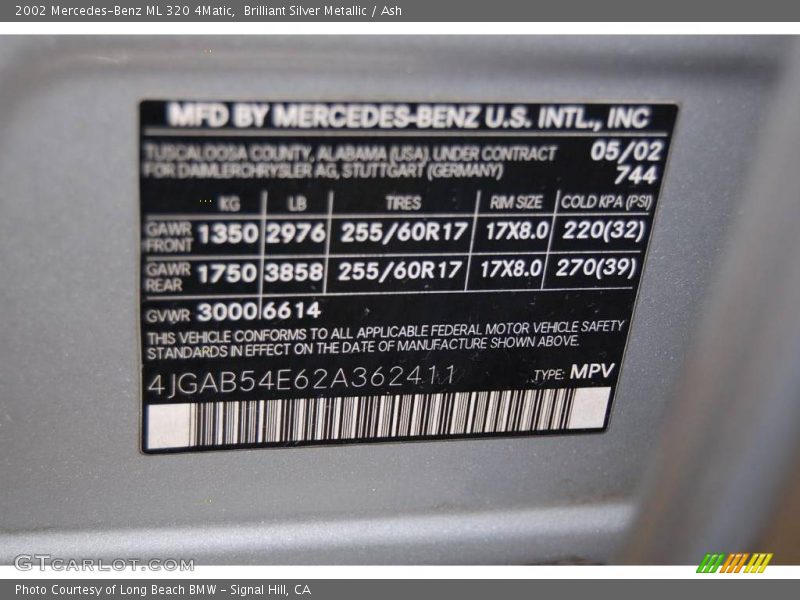 2002 Mercedes-Benz ML 320 4Matic,  Brilliant Silver Metallic / Ash
MFD BY MERCEDES-BENZ U.S. INTL., INC
TUSCALOOSA COUNTY, ALABAMA (USA) UNDER CONTRACT 05/02
FOR DAIMLERCHRYSLER AG, STUTTGART (GERMANY) 744
KG LB TIRES RIM SIZE COLD KPA (PSI)
GAWR FRONT 1350 2976 255/60R17 17X8.0 220(32)
GAWR REAR 1750 3858 255/60R17 17X8.0 270(39)
GVWR 3000 6614
THIS VEHICLE CONFORMS TO ALL APPLICABLE FEDERAL MOTOR VEHICLE SAFETY
STANDARDS IN EFFECT ON THE DATE OF MANUFACTURE SHOWN ABOVE.
4JGAB54E62A362411 TYPE: MPV
GTCARLOT.COM
Photo Courtesy of Long Beach BMW - Signal Hill, CA